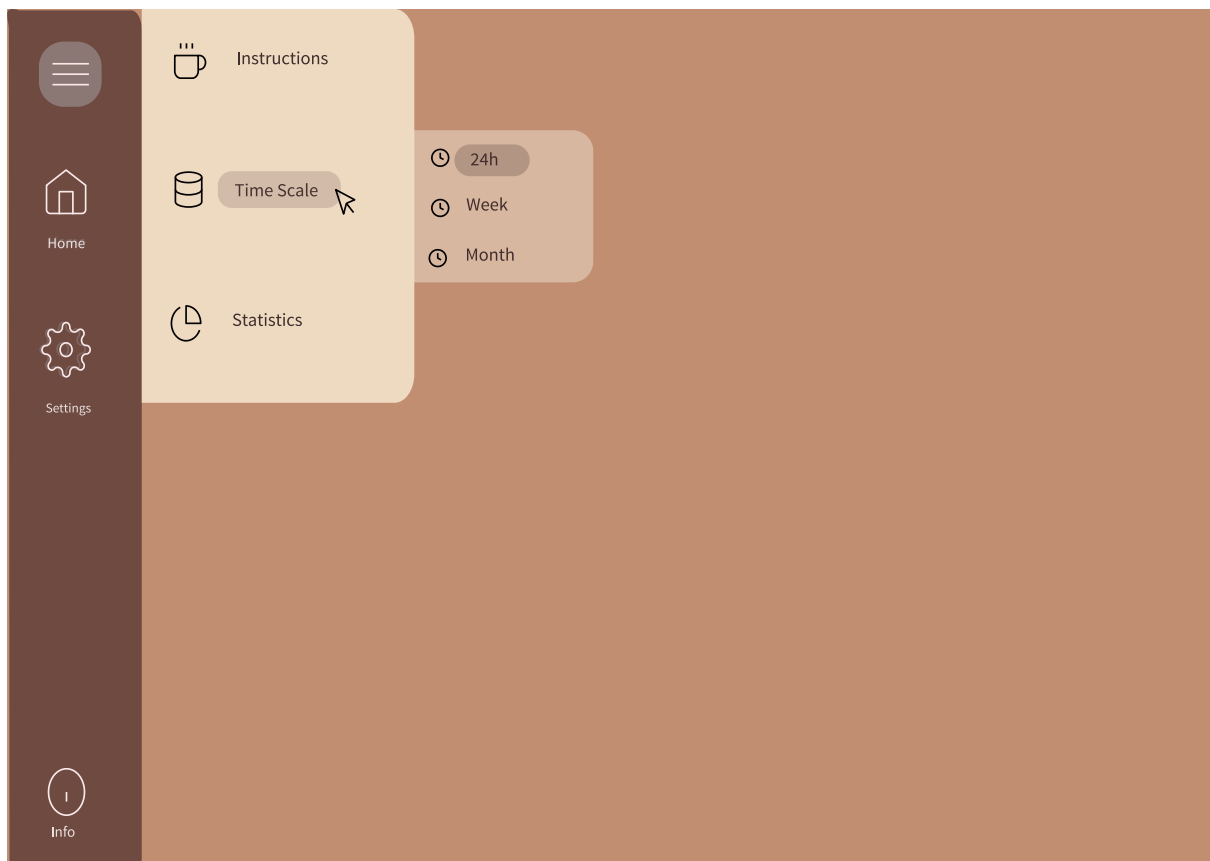 Home
Settings
Info
Instructions
Time Scale
Statistics
24h
Week
Month